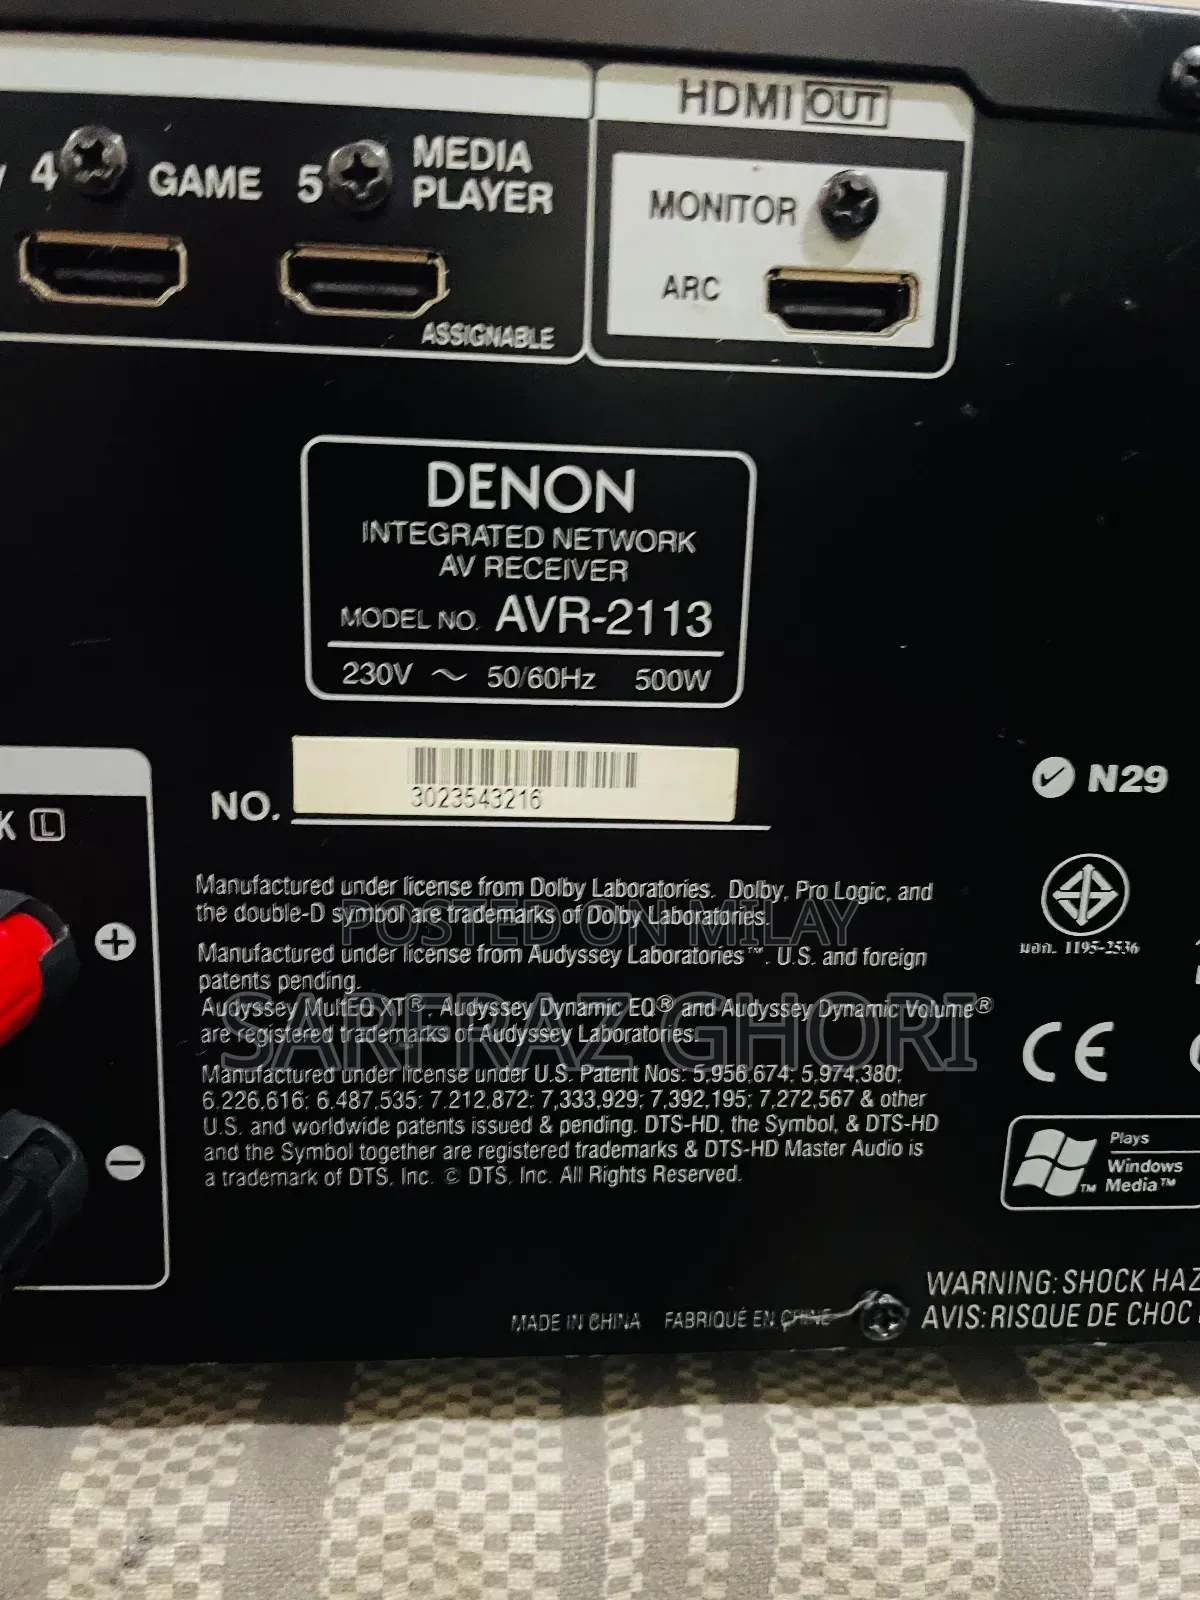 HDMI OUT
4 GAME 5 MEDIA
PLAYER
MONITOR
ARC
ASSIGNABLE
DENON
INTEGRATED NETWORK
AV RECEIVER
MODEL NO. AVR-2113
230V ~ 50/60Hz 500W
3023543216
NO.
N29
K L
+
Manufactured under license from Dolby Laboratories. Dolby, Pro Logic, and
the double-D symbol are trademarks of Dolby Laboratories.
POSTED ON MILAY
Manufactured under license from Audyssey Laboratories™. U.S. and foreign
patents pending.
Audyssey MultEQ XT®, Audyssey Dynamic EQ® and Audyssey Dynamic Volume®
are registered trademarks of Audyssey Laboratories.
SARFRAZ GHORI
มอก. 1195-2536
CE
Manufactured under license under U.S. Patent Nos: 5,956,674; 5,974,380;
6,226,616; 6,487,535; 7,212,872; 7,333,929; 7,392,195; 7,272,567 & other
U.S. and worldwide patents issued & pending. DTS-HD, the Symbol, & DTS-HD
and the Symbol together are registered trademarks & DTS-HD Master Audio is
a trademark of DTS, Inc. © DTS, Inc. All Rights Reserved.
−
Plays
Windows
™ Media™
WARNING: SHOCK HAZ
MADE IN CHINA FABRIQUÉ EN CHINE
AVIS: RISQUE DE CHOC